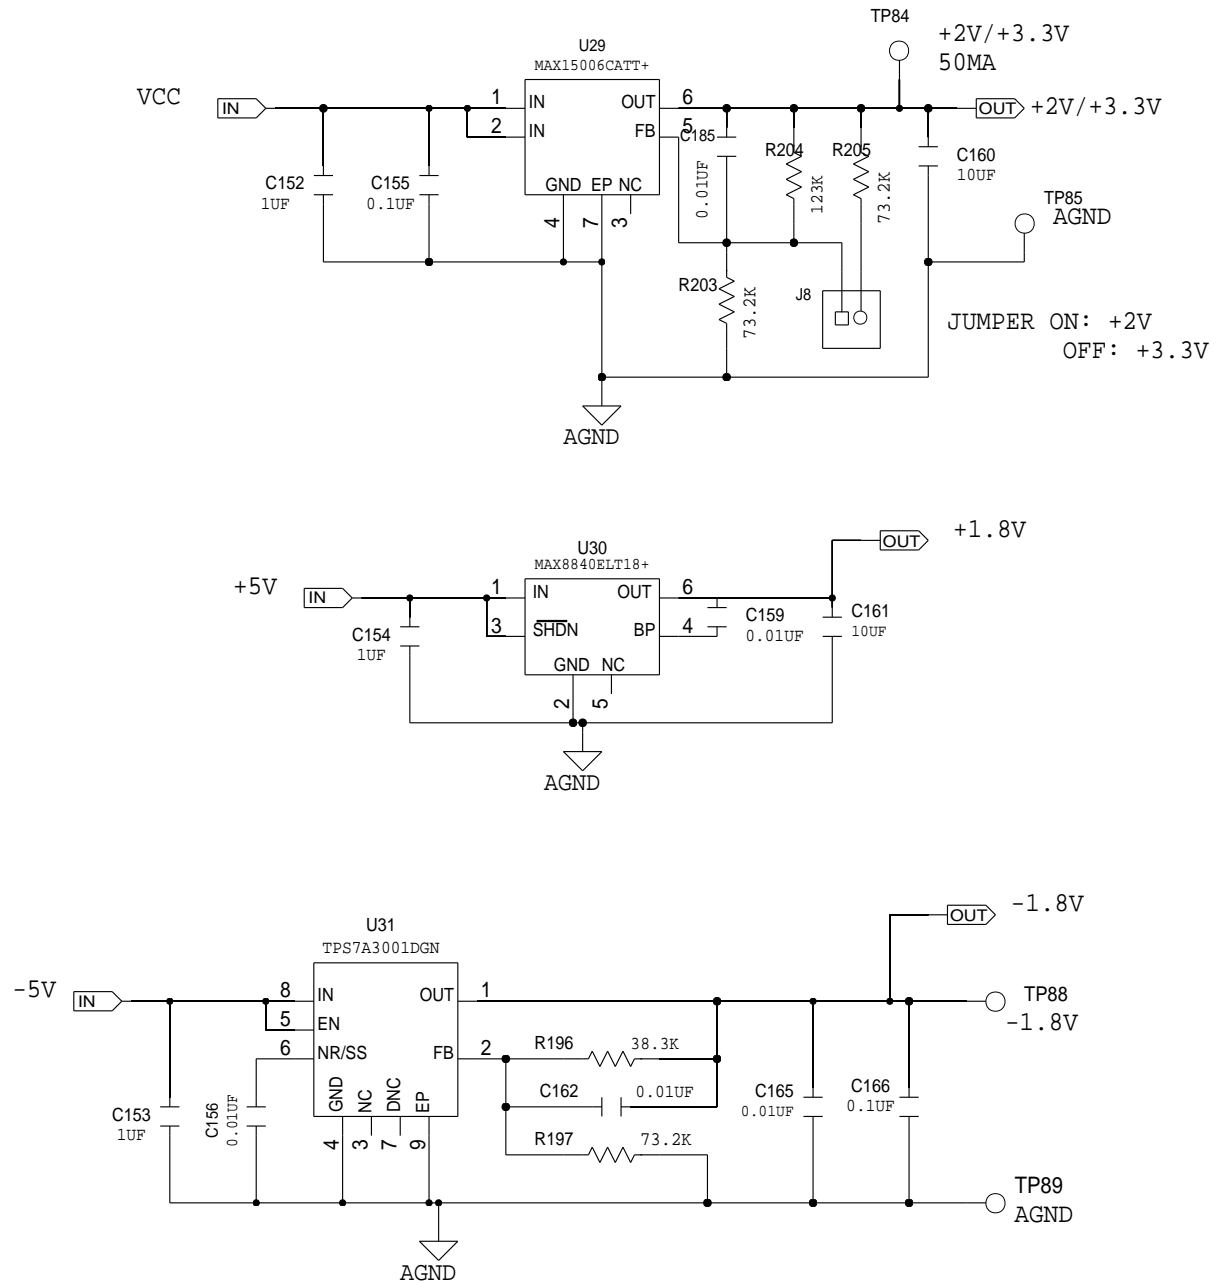 TP84
+2V/+3.3V
50MA
U29
MAX15006CATT+
VCC
IN
1
IN
OUT
6
OUT
+2V/+3.3V
2
IN
FB
5
C185
0.01UF
R204
123K
R205
73.2K
C160
10UF
C152
1UF
C155
0.1UF
GND
EP
NC
4
7
3
TP85
AGND
R203
73.2K
J8
JUMPER ON: +2V
OFF: +3.3V
AGND
+1.8V
OUT
U30
MAX8840ELT18+
+5V
IN
1
IN
OUT
6
3
SHDN
BP
4
C154
1UF
C159
0.01UF
C161
10UF
GND
NC
2
5
AGND
-1.8V
OUT
U31
TPS7A3001DGN
-5V
IN
8
IN
OUT
1
TP88
-1.8V
5
EN
6
NR/SS
FB
2
R196
38.3K
C162
0.01UF
R197
73.2K
C153
1UF
C156
0.01UF
GND
NC
DNC
EP
4
3
7
9
C165
0.01UF
C166
0.1UF
TP89
AGND
AGND